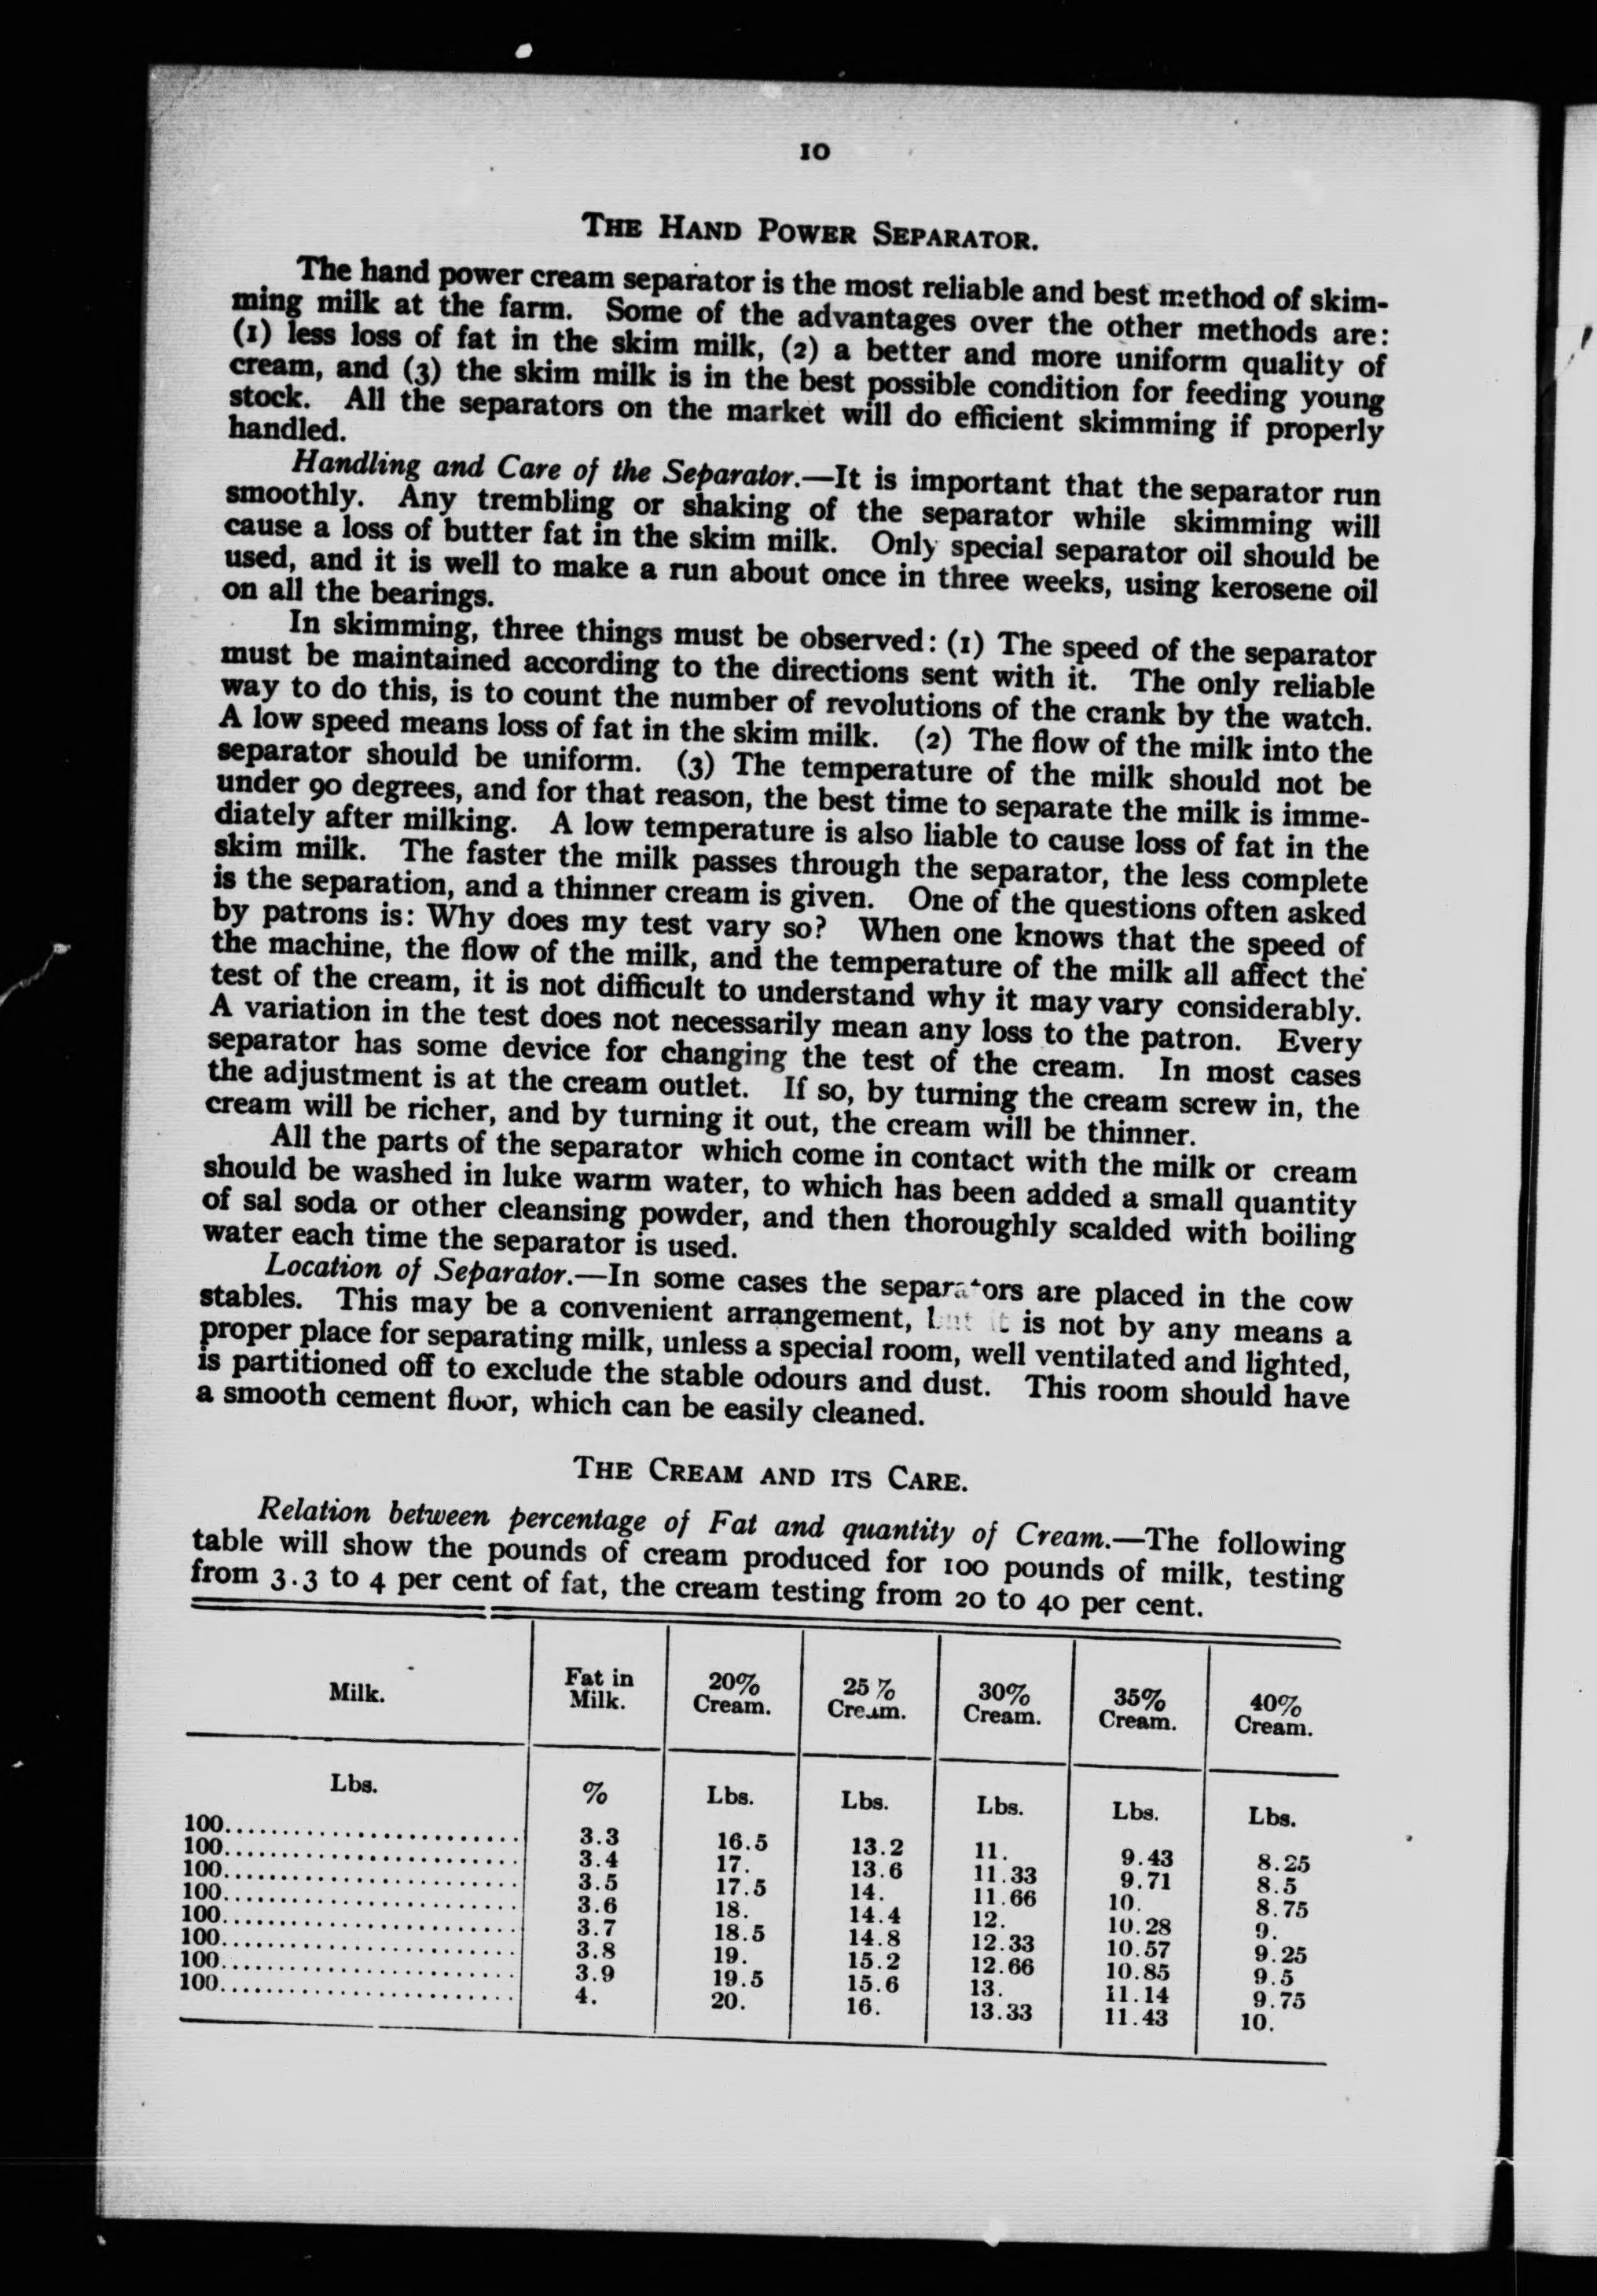 10
THE HAND POWER SEPARATOR.
The hand power cream separator is the most reliable and best method of skim-
ming milk at the farm. Some of the advantages over the other methods are:
(1) less loss of fat in the skim milk, (2) a better and more uniform quality of
cream, and (3) the skim milk is in the best possible condition for feeding young
stock. All the separators on the market will do efficient skimming if properly
handled.
Handling and Care of the Separator.—It is important that the separator run
smoothly. Any trembling or shaking of the separator while skimming will
cause a loss of butter fat in the skim milk. Only special separator oil should be
used, and it is well to make a run about once in three weeks, using kerosene oil
on all the bearings.
In skimming, three things must be observed: (1) The speed of the separator
must be maintained according to the directions sent with it. The only reliable
way to do this, is to count the number of revolutions of the crank by the watch.
A low speed means loss of fat in the skim milk. (2) The flow of the milk into the
separator should be uniform. (3) The temperature of the milk should not be
under 90 degrees, and for that reason, the best time to separate the milk is imme-
diately after milking. A low temperature is also liable to cause loss of fat in the
skim milk. The faster the milk passes through the separator, the less complete
is the separation, and a thinner cream is given. One of the questions often asked
by patrons is: Why does my test vary so? When one knows that the speed of
the machine, the flow of the milk, and the temperature of the milk all affect the
test of the cream, it is not difficult to understand why it may vary considerably.
A variation in the test does not necessarily mean any loss to the patron. Every
separator has some device for changing the test of the cream. In most cases
the adjustment is at the cream outlet. If so, by turning the cream screw in, the
cream will be richer, and by turning it out, the cream will be thinner.
All the parts of the separator which come in contact with the milk or cream
should be washed in luke warm water, to which has been added a small quantity
of sal soda or other cleansing powder, and then thoroughly scalded with boiling
water each time the separator is used.
Location of Separator.—In some cases the separators are placed in the cow
stables. This may be a convenient arrangement, but it is not by any means a
proper place for separating milk, unless a special room, well ventilated and lighted,
is partitioned off to exclude the stable odours and dust. This room should have
a smooth cement floor, which can be easily cleaned.
THE CREAM AND ITS CARE.
Relation between percentage of Fat and quantity of Cream.—The following
table will show the pounds of cream produced for 100 pounds of milk, testing
from 3.3 to 4 per cent of fat, the cream testing from 20 to 40 per cent.
Milk. Fat in Milk. 20% Cream. 25% Cream. 30% Cream. 35% Cream. 40% Cream.
Lbs. % Lbs. Lbs. Lbs. Lbs. Lbs.
100.......................... 3.3 16.5 13.2 11. 9.43 8.25
100.......................... 3.4 17. 13.6 11.33 9.71 8.5
100.......................... 3.5 17.5 14. 11.66 10. 8.75
100.......................... 3.6 18. 14.4 12. 10.28 9.
100.......................... 3.7 18.5 14.8 12.33 10.57 9.25
100.......................... 3.8 19. 15.2 12.66 10.85 9.5
100.......................... 3.9 19.5 15.6 13. 11.14 9.75
100.......................... 4. 20. 16. 13.33 11.43 10.